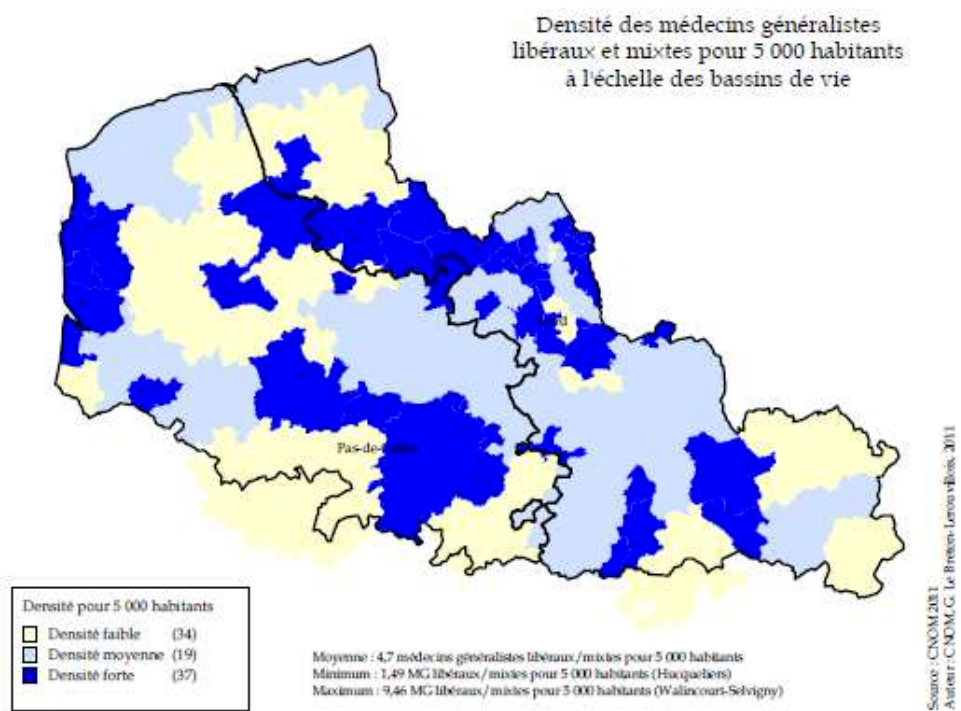 Densité des médecins généralistes
libéraux et mixtes pour 5 000 habitants
à l'échelle des bassins de vie
Pas-de-
Densité pour 5 000 habitants
Densité faible (34)
Densité moyenne (19)
Densité forte (37)
Moyenne : 4,7 médecins généralistes libéraux/mixtes pour 5 000 habitants
Minimum : 1,49 MG libéraux/mixtes pour 5 000 habitants (Hucqueliers)
Maximum : 9,46 MG libéraux/mixtes pour 5 000 habitants (Walincourt-Selvigny)
Source : CNOM 2011
Auteur : CNOM, G. Le Breton-Lerouvillois, 2011